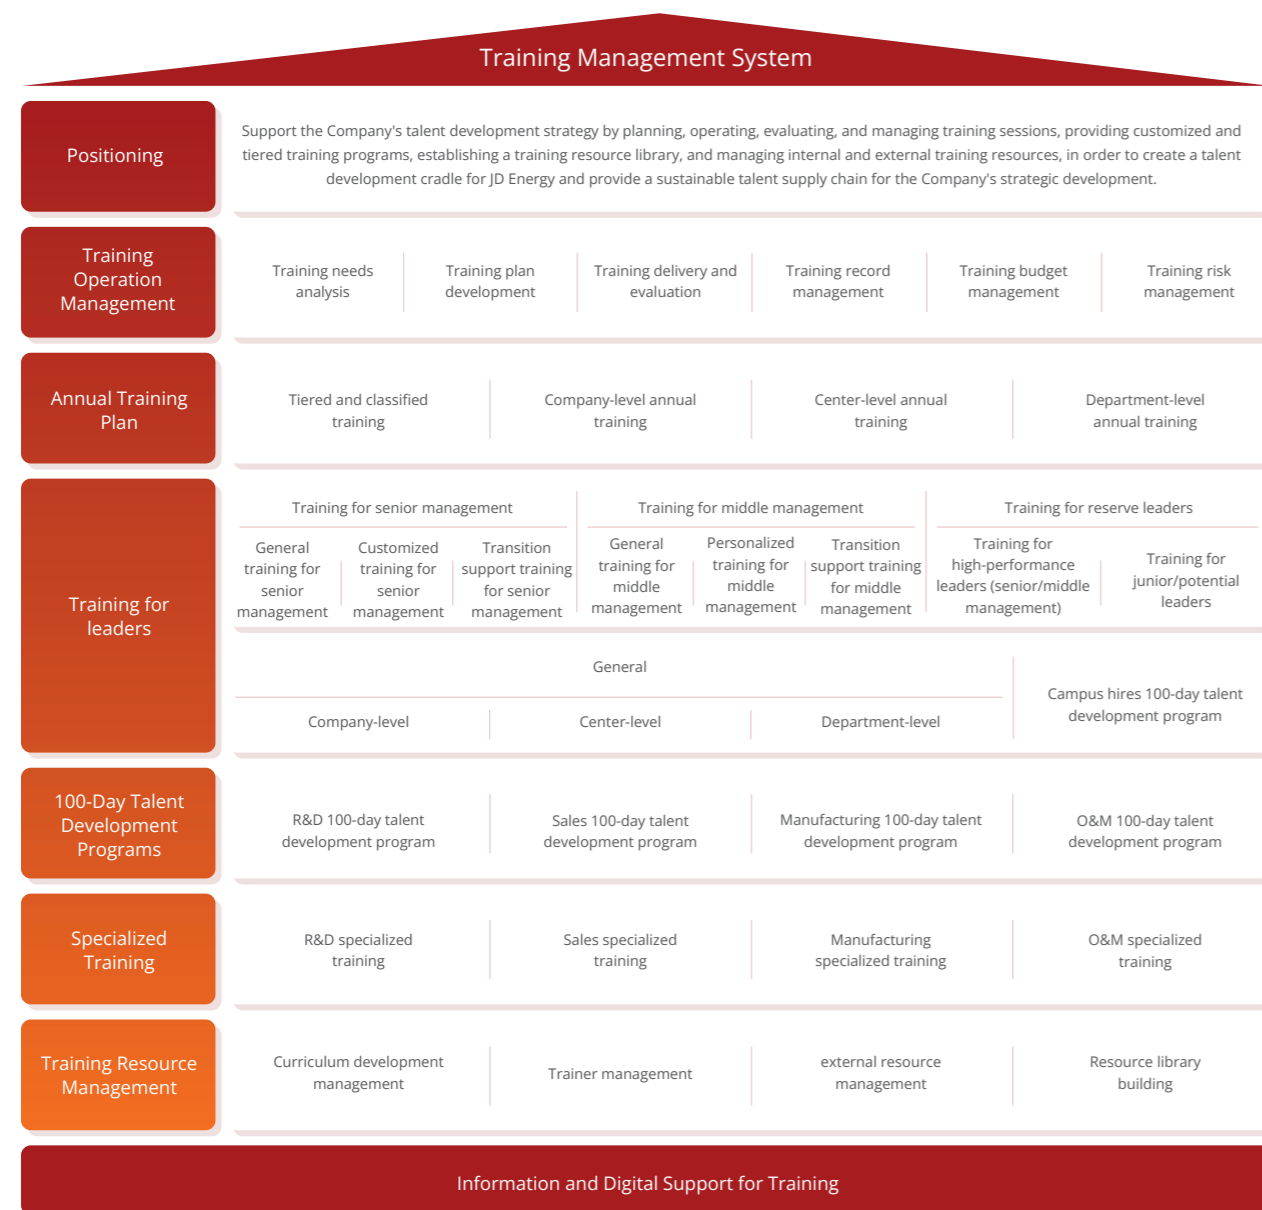 Training Management System
Positioning
Support the Company's talent development strategy by planning, operating, evaluating, and managing training sessions, providing customized and
tiered training programs, establishing a training resource library, and managing internal and external training resources, in order to create a talent
development cradle for JD Energy and provide a sustainable talent supply chain for the Company's strategic development.
Training
Operation
Management
Training needs
analysis
Training plan
development
Training delivery and
evaluation
Training record
management
Training budget
management
Training risk
management
Annual Training
Plan
Tiered and classified
training
Company-level annual
training
Center-level annual
training
Department-level
annual training
Training for
leaders
Training for senior management
General
training for
senior
management
Customized
training for
senior
management
Transition
support training
for senior
management
Training for middle management
General
training for
middle
management
Personalized
training for
middle
management
Transition
support training
for middle
management
Training for reserve leaders
Training for
high-performance
leaders (senior/middle
management)
Training for
junior/potential
leaders
General
Company-level
Center-level
Department-level
Campus hires 100-day talent
development program
100-Day Talent
Development
Programs
R&D 100-day talent
development program
Sales 100-day talent
development program
Manufacturing 100-day talent
development program
O&M 100-day talent
development program
Specialized
Training
R&D specialized
training
Sales specialized
training
Manufacturing
specialized training
O&M specialized
training
Training Resource
Management
Curriculum development
management
Trainer management
external resource
management
Resource library
building
Information and Digital Support for Training